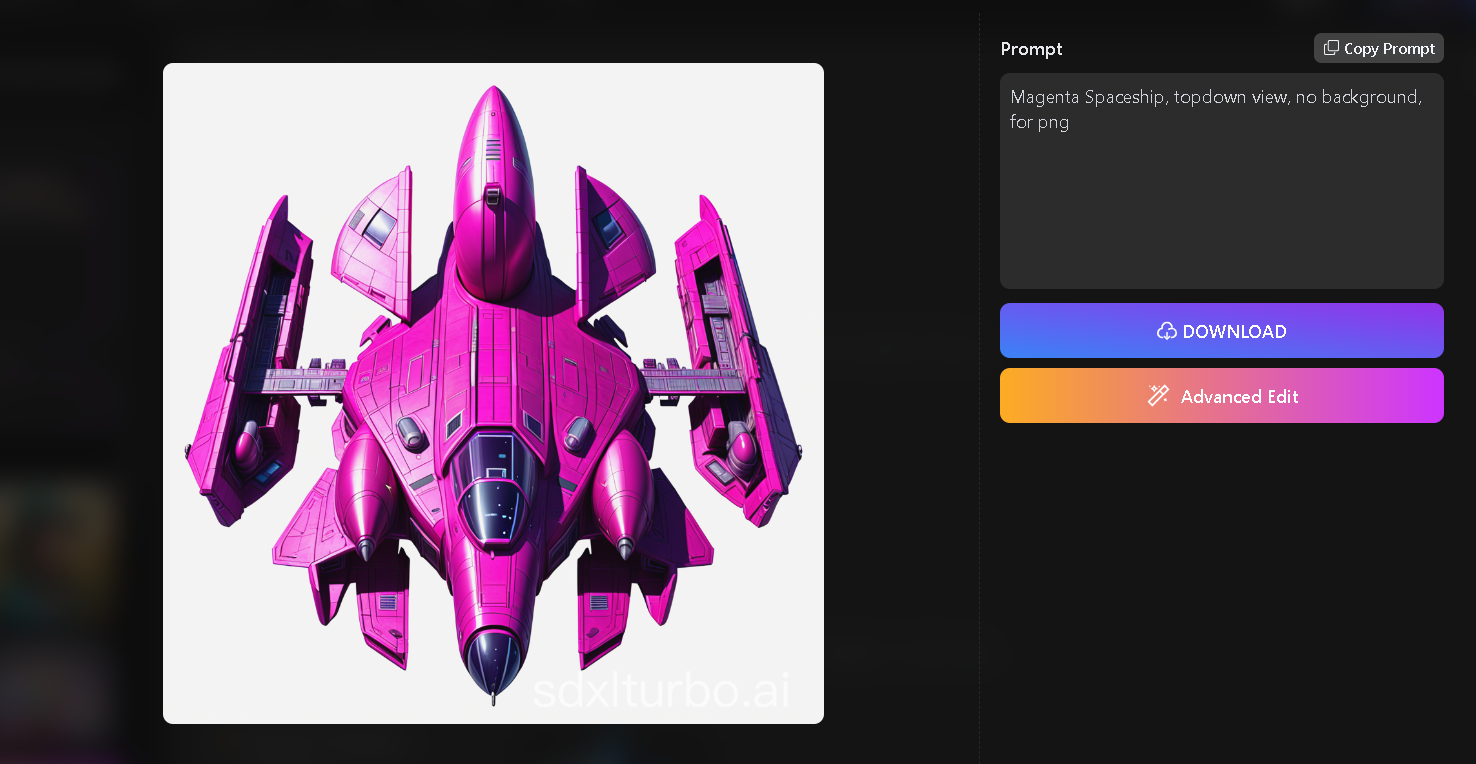 Prompt
Copy Prompt
Magenta Spaceship, topdown view, no background,
for png
DOWNLOAD
Advanced Edit
sdxlturbo.ai